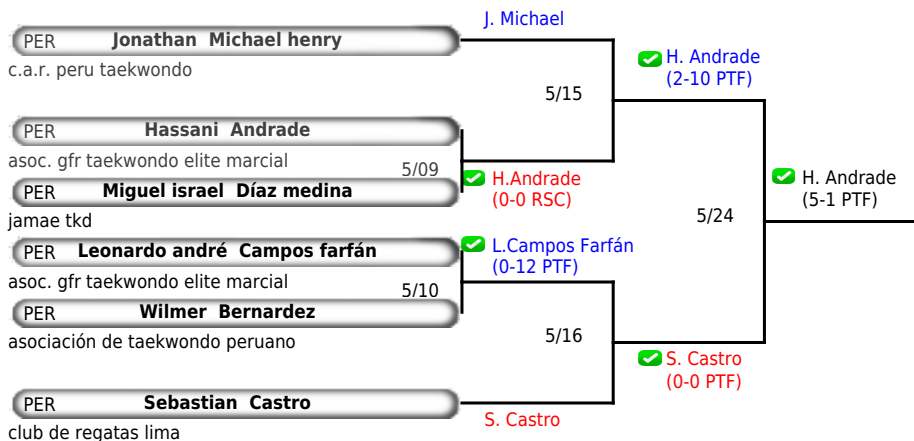 J. Michael
PER Jonathan Michael henry
c.a.r. peru taekwondo
H. Andrade
(2-10 PTF)
5/15
PER Hassani Andrade
asoc. gfr taekwondo elite marcial
5/09
H.Andrade
(0-0 RSC)
PER Miguel israel Díaz medina
jamae tkd
H. Andrade
(5-1 PTF)
5/24
PER Leonardo andré Campos farfán
L.Campos Farfán
(0-12 PTF)
asoc. gfr taekwondo elite marcial
5/10
PER Wilmer Bernardez
asociación de taekwondo peruano
5/16
S. Castro
(0-0 PTF)
PER Sebastian Castro
S. Castro
club de regatas lima